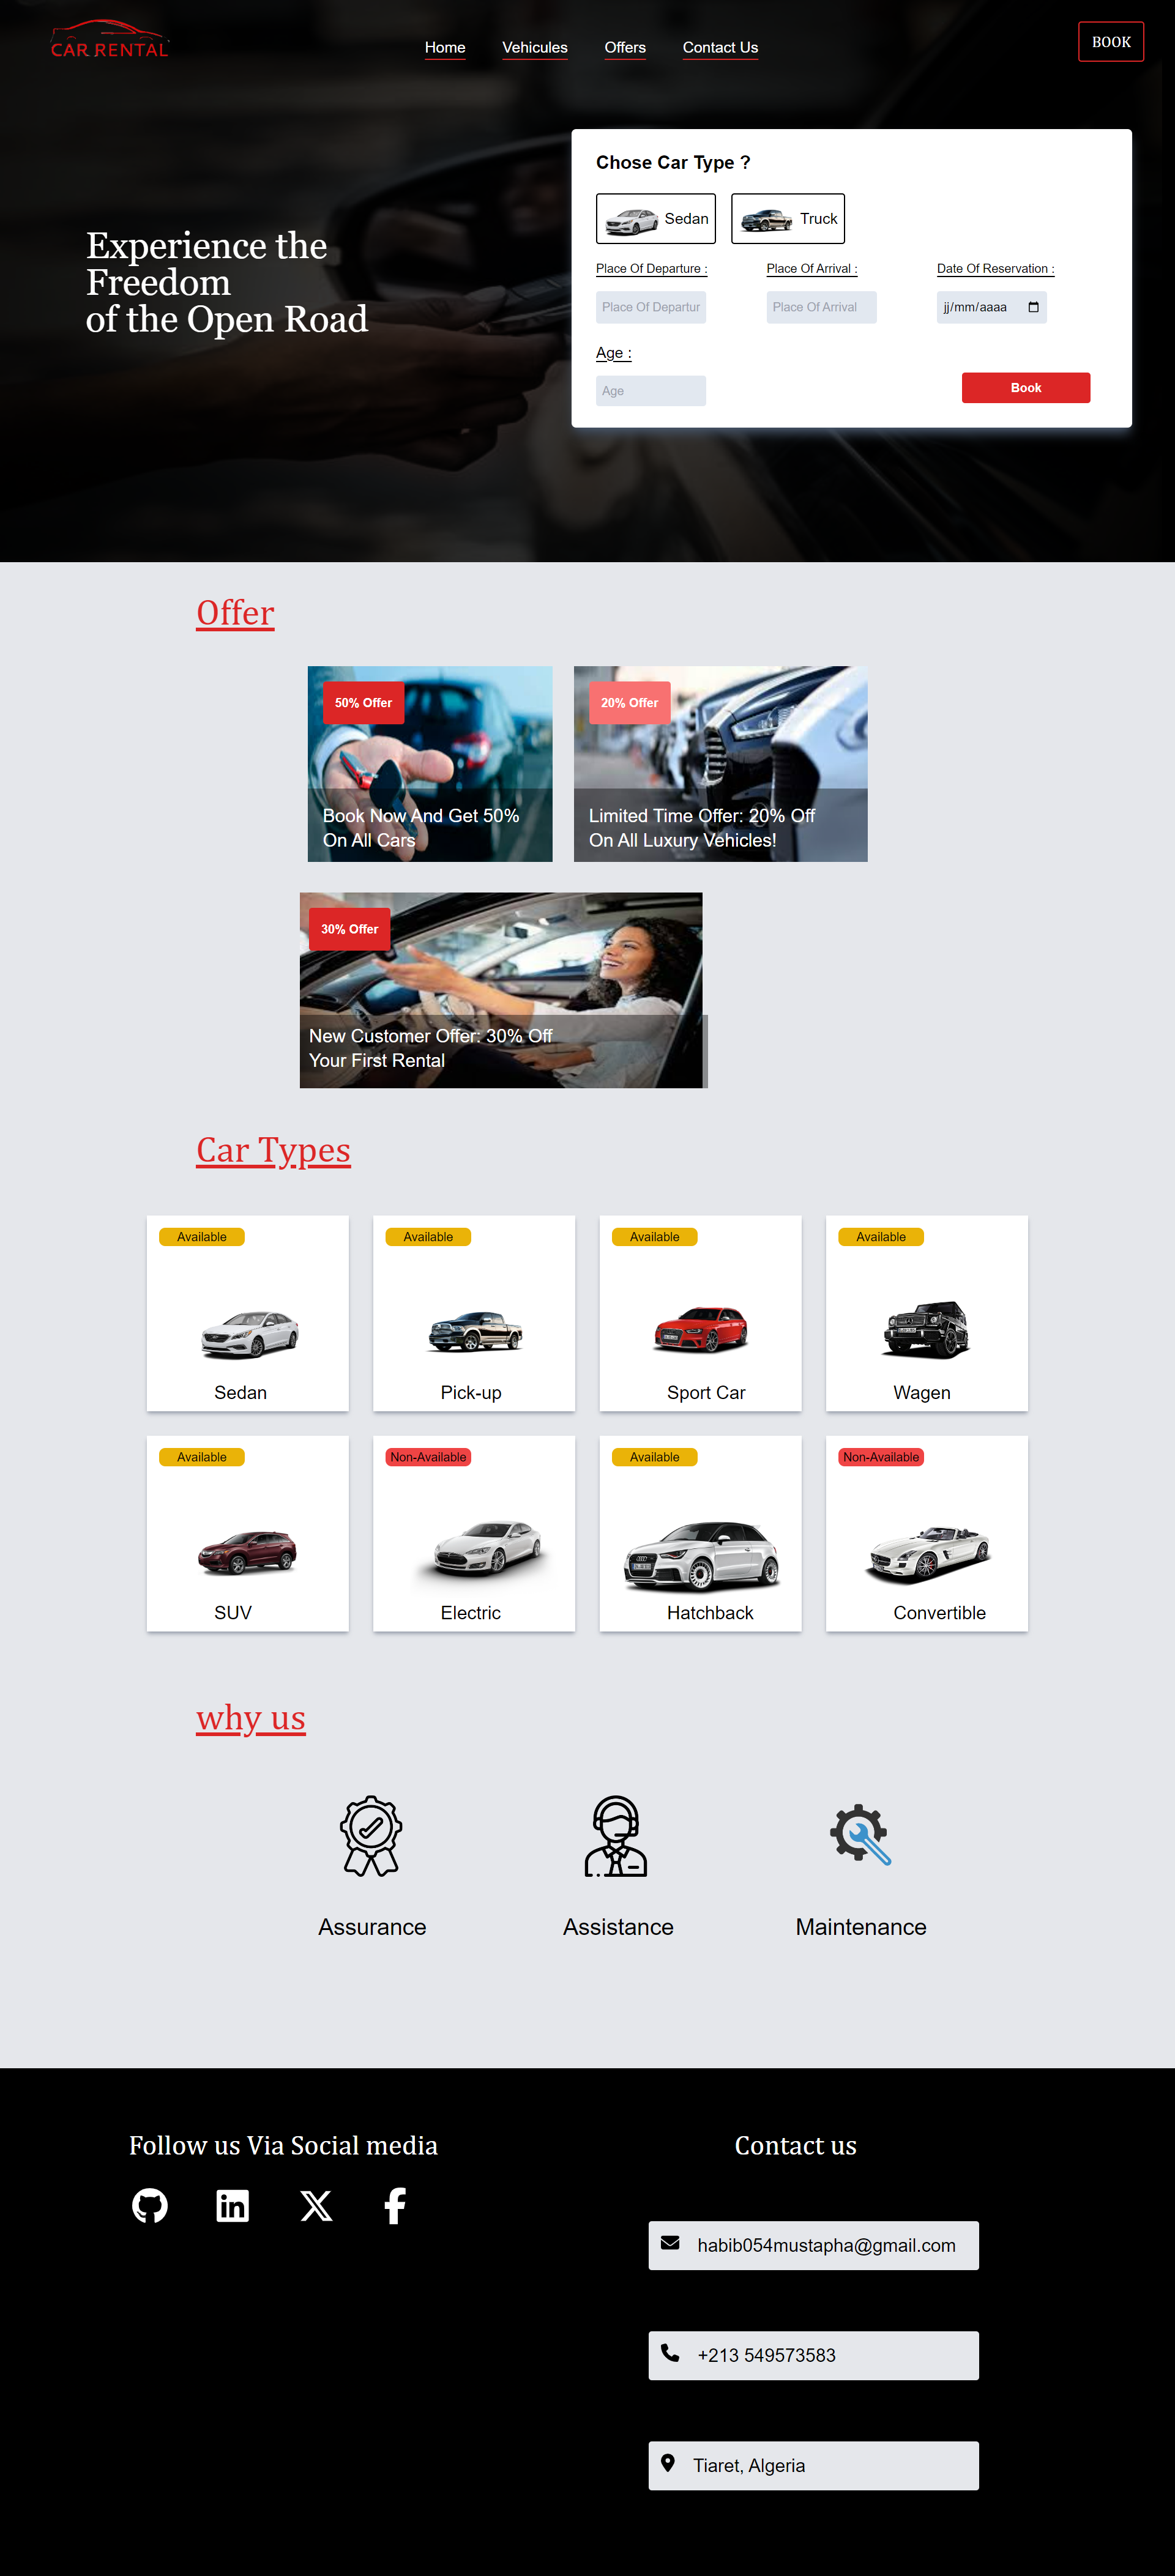 CAR RENTAL
Home
Vehicules
Offers
Contact Us
BOOK
Experience the
Freedom
of the Open Road
Chose Car Type ?
Sedan
Truck
Place Of Departure :
Place Of Arrival :
Date Of Reservation :
Place Of Departur
Place Of Arrival
jj/mm/aaaa
Age :
Age
Book
Offer
50% Offer
Book Now And Get 50%
On All Cars
20% Offer
Limited Time Offer: 20% Off
On All Luxury Vehicles!
30% Offer
New Customer Offer: 30% Off
Your First Rental
Car Types
Available
Sedan
Available
Pick-up
Available
Sport Car
Available
Wagen
Available
SUV
Non-Available
Electric
Available
Hatchback
Non-Available
Convertible
why us
Assurance
Assistance
Maintenance
Follow us Via Social media
Contact us
habib054mustapha@gmail.com
+213 549573583
Tiaret, Algeria